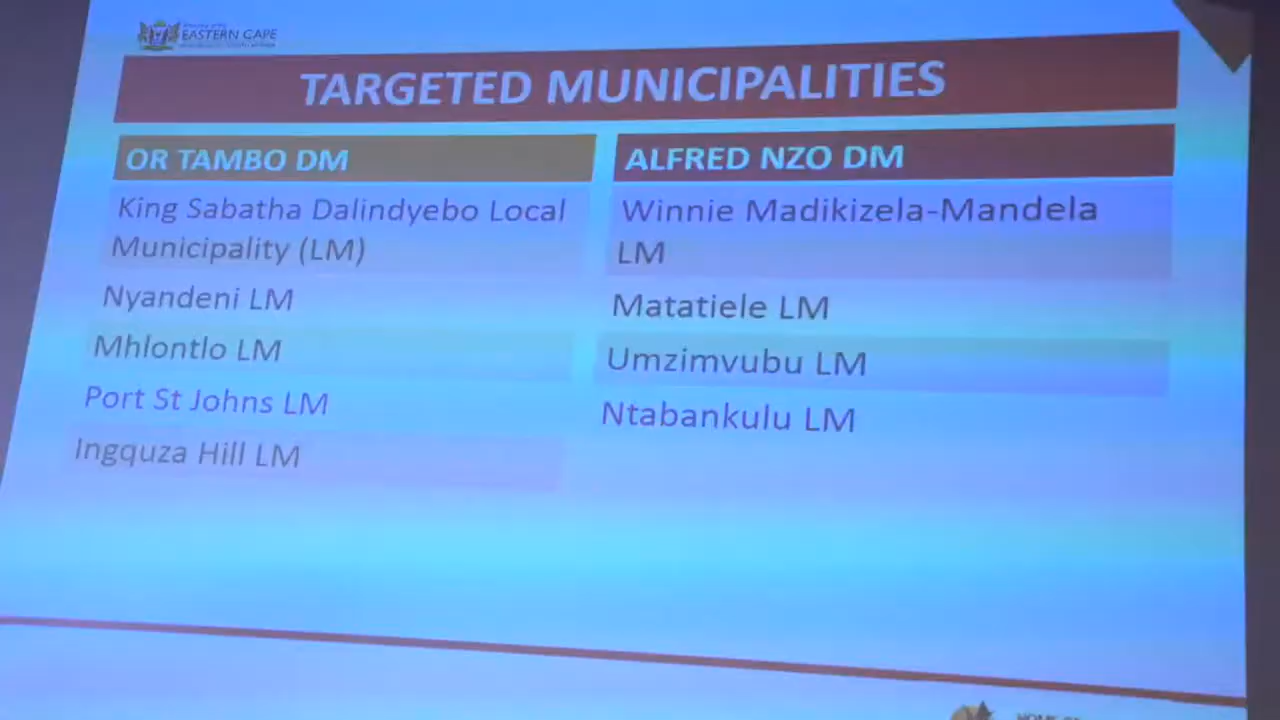 EASTERN CAPE
TARGETED MUNICIPALITIES
OR TAMBO DM
King Sabatha Dalindyebo Local
Municipality (LM)
Nyandeni LM
Mhlontlo LM
Port St Johns LM
Ingquza Hill LM
ALFRED NZO DM
Winnie Madikizela-Mandela
LM
Matatiele LM
Umzimvubu LM
Ntabankulu LM